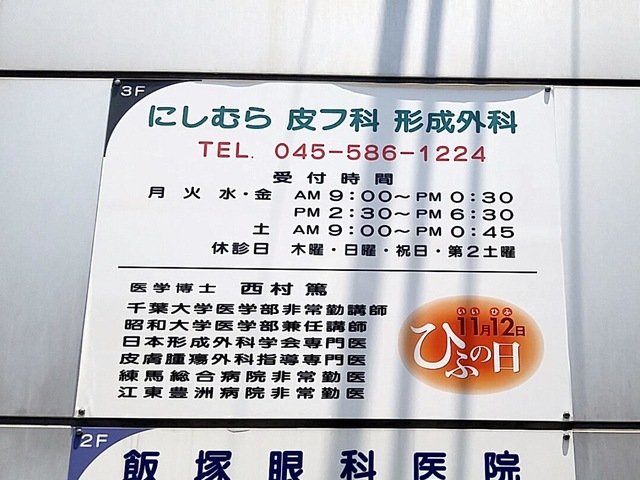 3F
にしむら 皮フ科 形成外科
TEL. 045-586-1224
受付時間
月 火 水・金 AM 9:00〜PM 0:30
PM 2:30〜PM 6:30
土 AM 9:00〜PM 0:45
休診日 木曜・日曜・祝日・第2土曜
医学博士 西村 篤
千葉大学医学部非常勤講師
昭和大学医学部兼任講師
日本形成外科学会専門医
皮膚腫瘍外科指導専門医
練馬総合病院非常勤医
江東豊洲病院非常勤医
いい ひふ
11月12日
ひふの日
2F
飯塚眼科医院